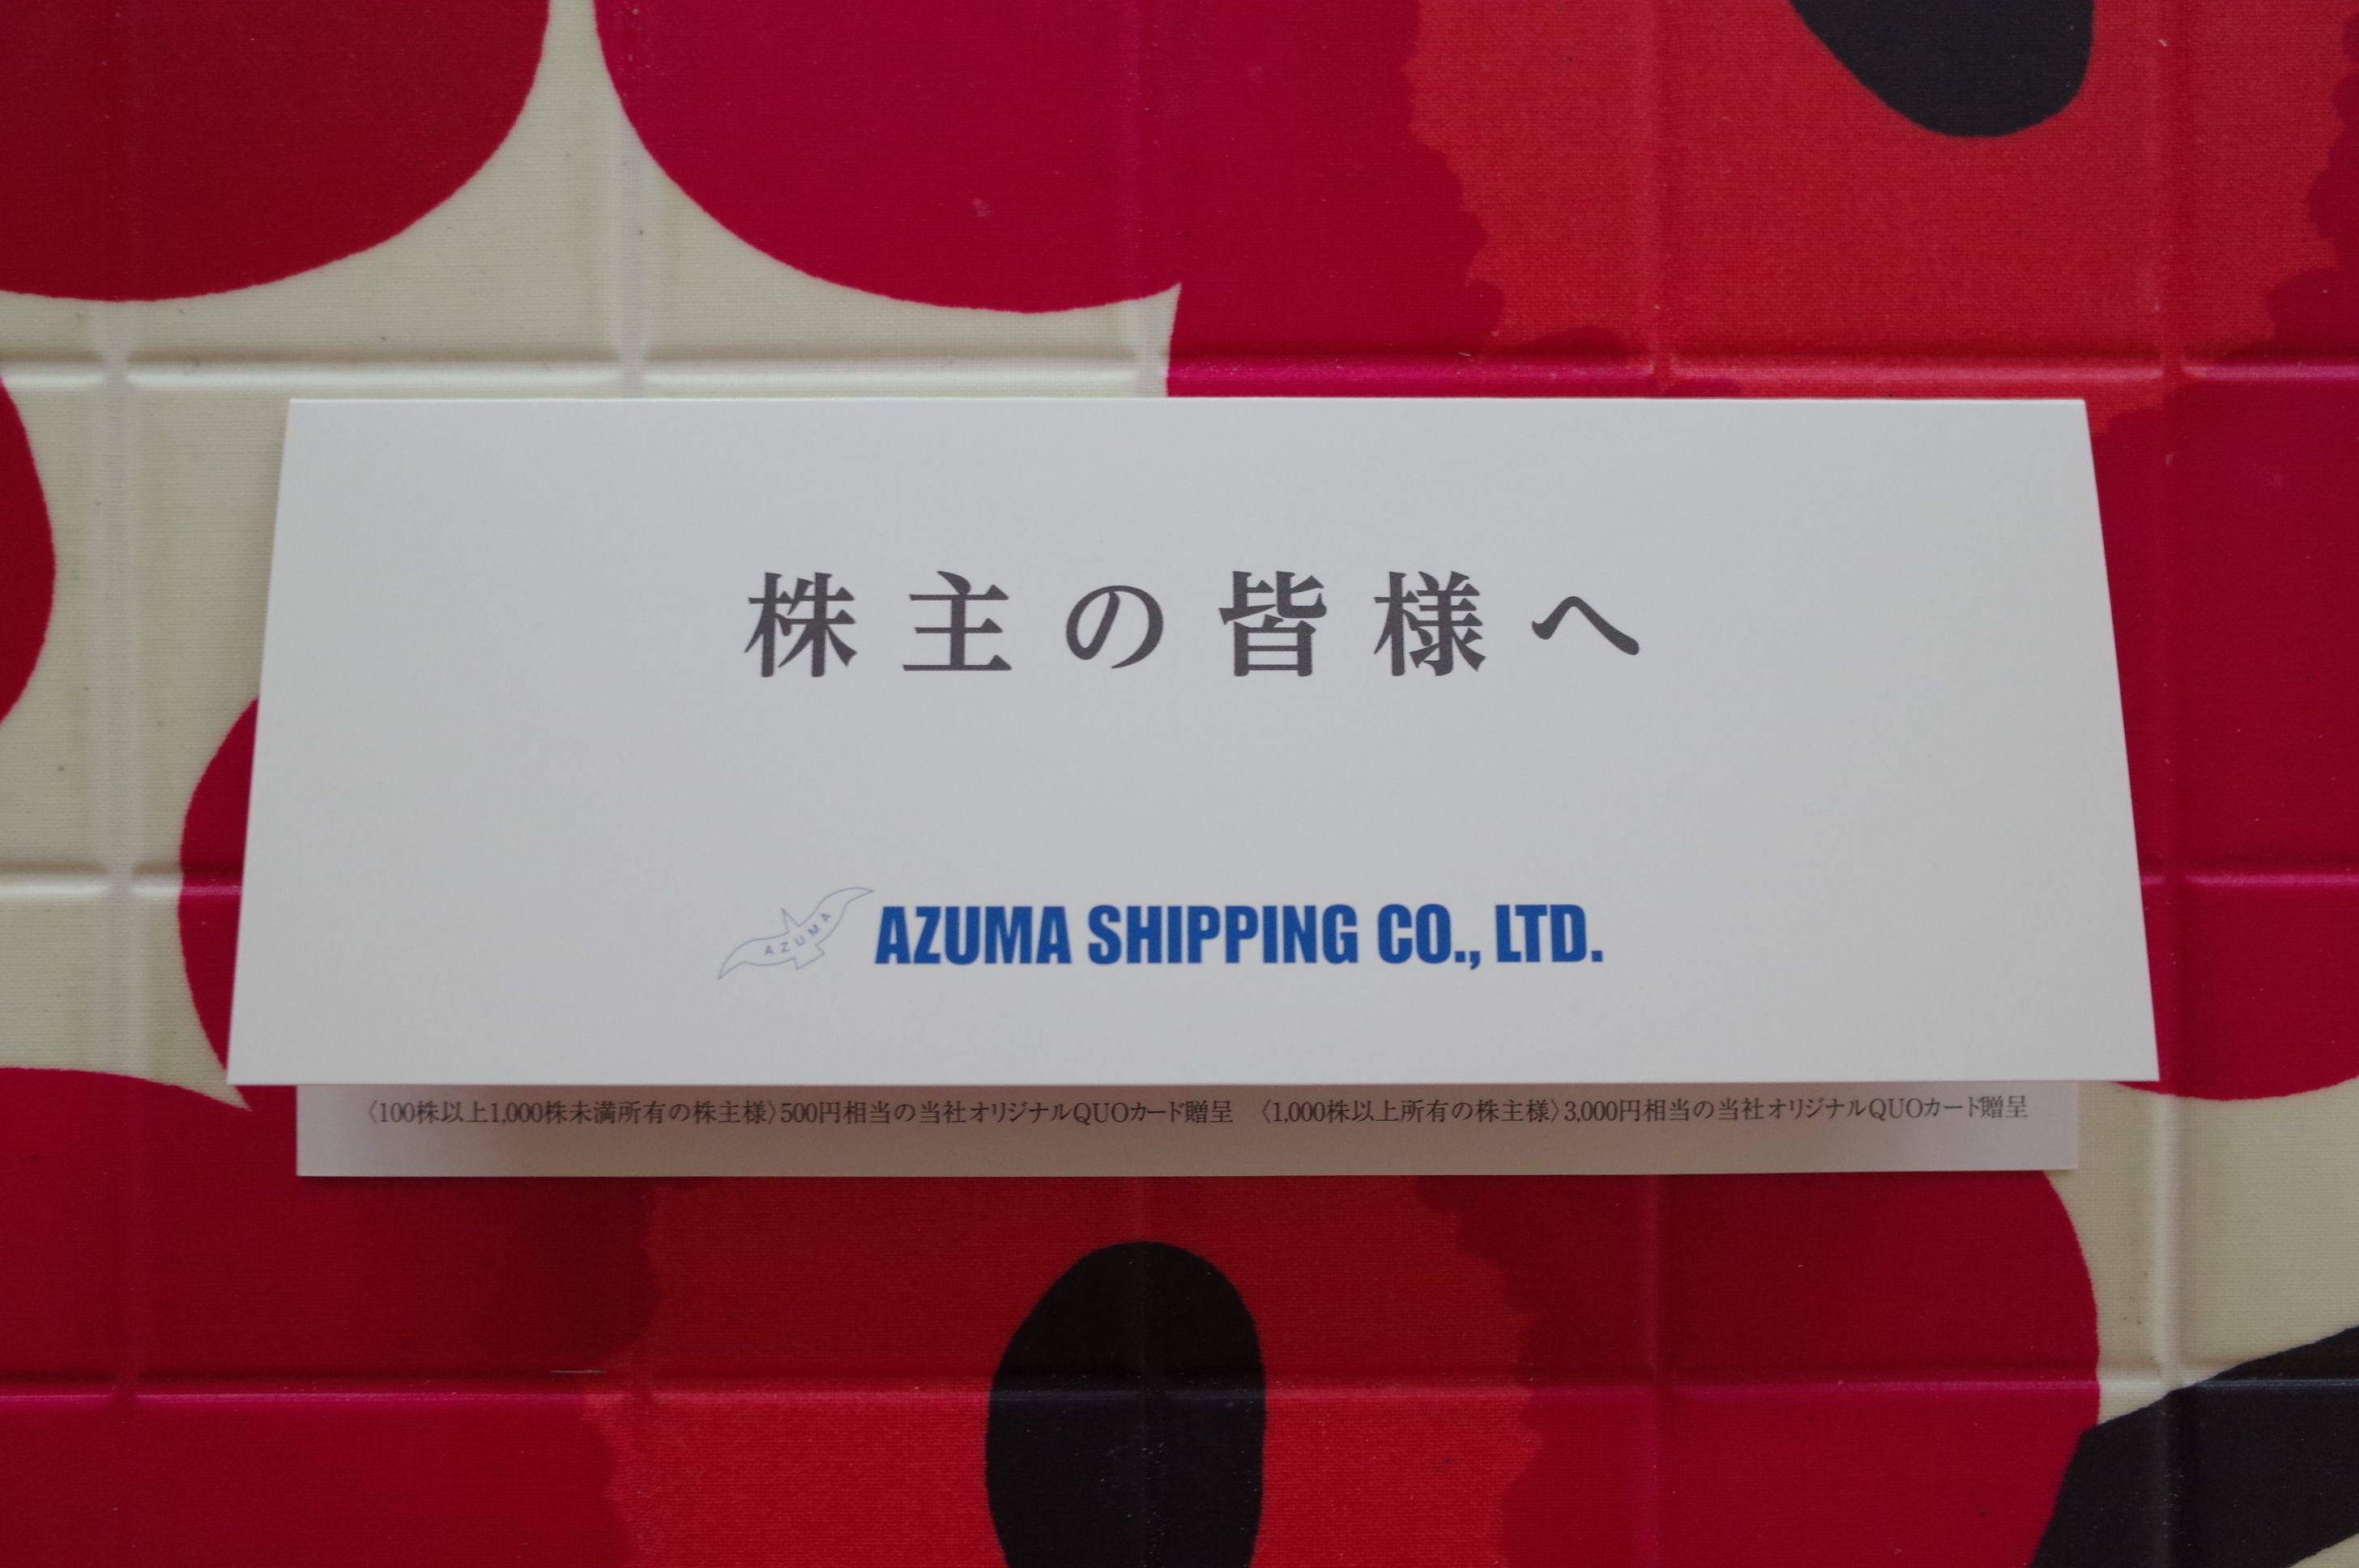 株主の皆様へ
AZUMA
AZUMA SHIPPING CO., LTD.
〈100株以上1,000株未満所有の株主様〉500円相当の当社オリジナルQUOカード贈呈　〈1,000株以上所有の株主様〉3,000円相当の当社オリジナルQUOカード贈呈